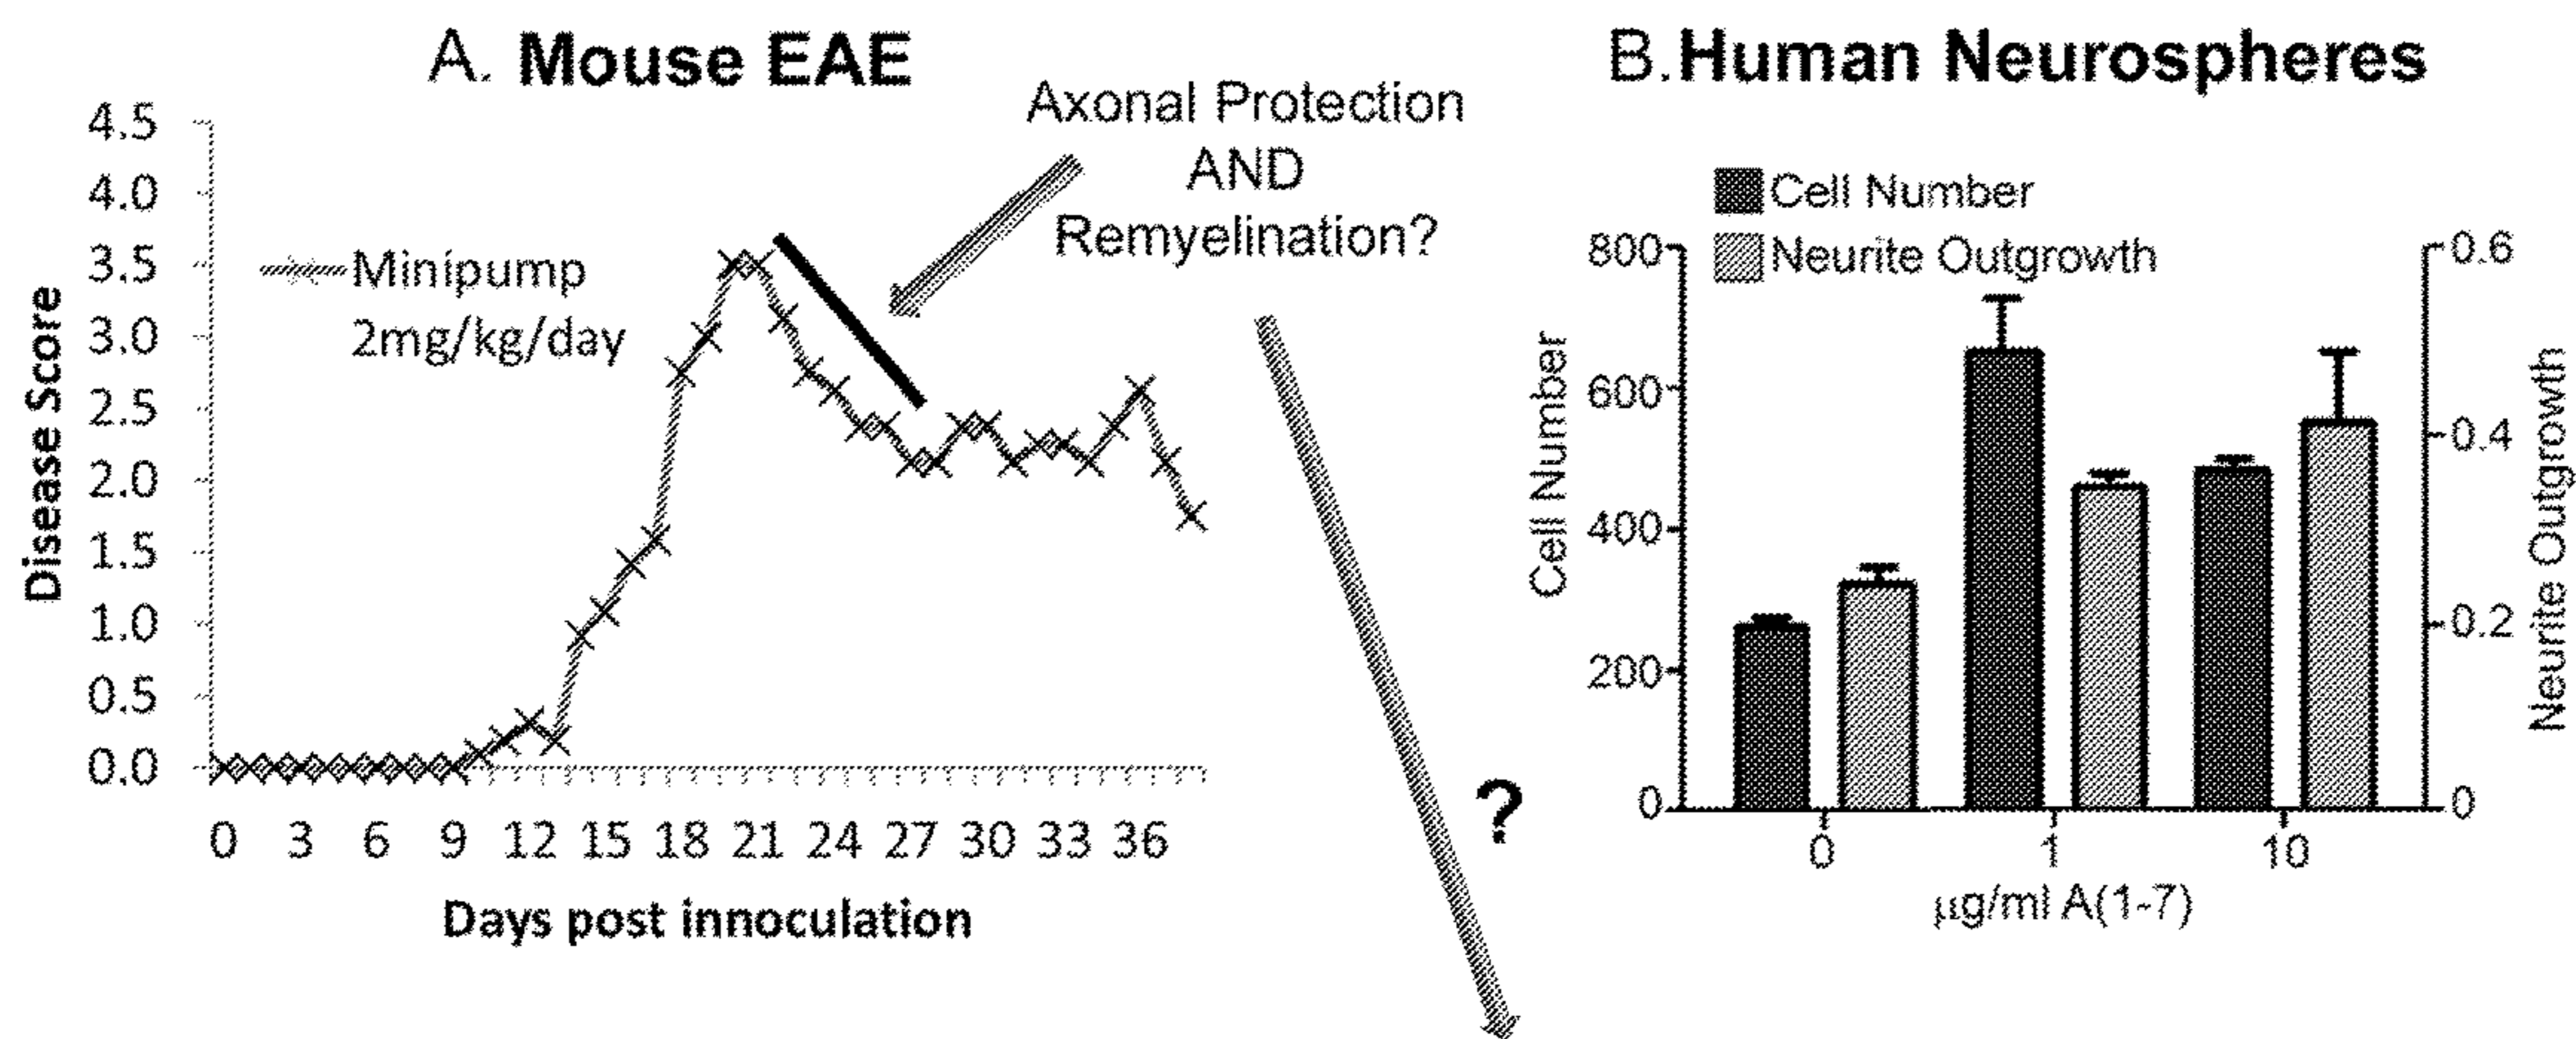 A. Mouse EAE
Axonal Protection
AND
Remyelination?
Minipump
2mg/kg/day
Disease Score
4.5
4.0
3.5
3.0
2.5
2.0
1.5
1.0
0.5
0.0
0 3 6 9 12 15 18 21 24 27 30 33 36
Days post innoculation
?
B.Human Neurospheres
Cell Number
Neurite Outgrowth
Cell Number
800
600
400
200
0
0.6
0.4
0.2
0
Neurite Outgrowth
0 1 10
µg/ml A(1-7)